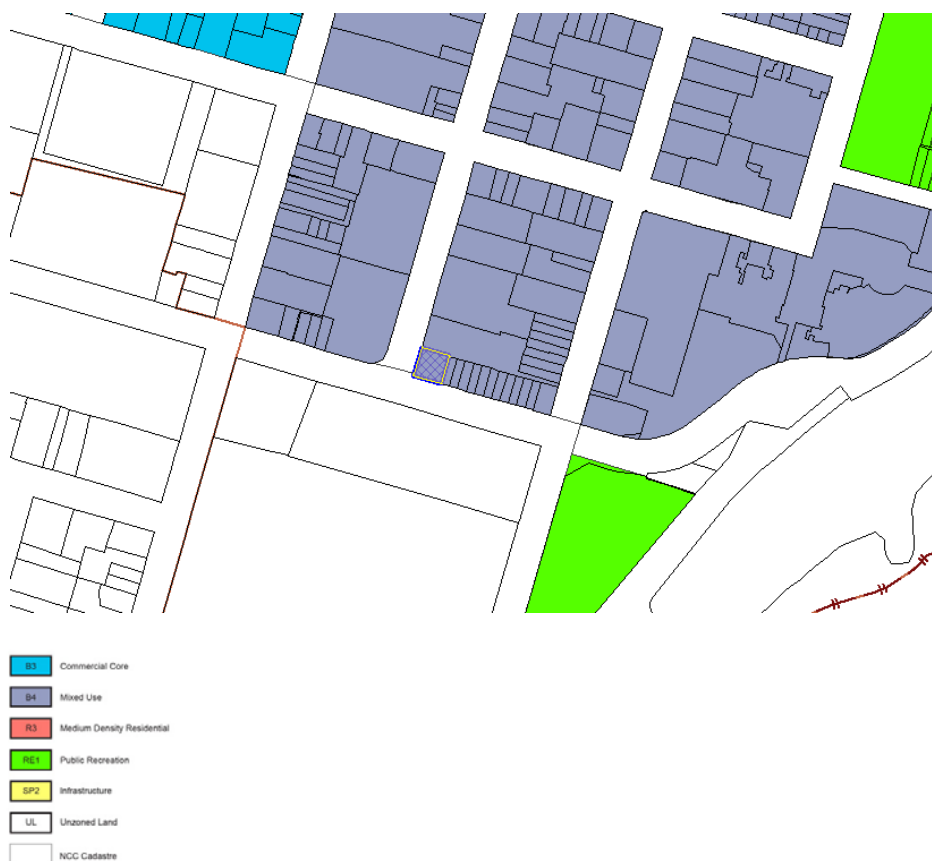 B3 Commercial Core
B4 Mixed Use
R3 Medium Density Residential
RE1 Public Recreation
SP2 Infrastructure
UL Unzoned Land
NCC Cadastre